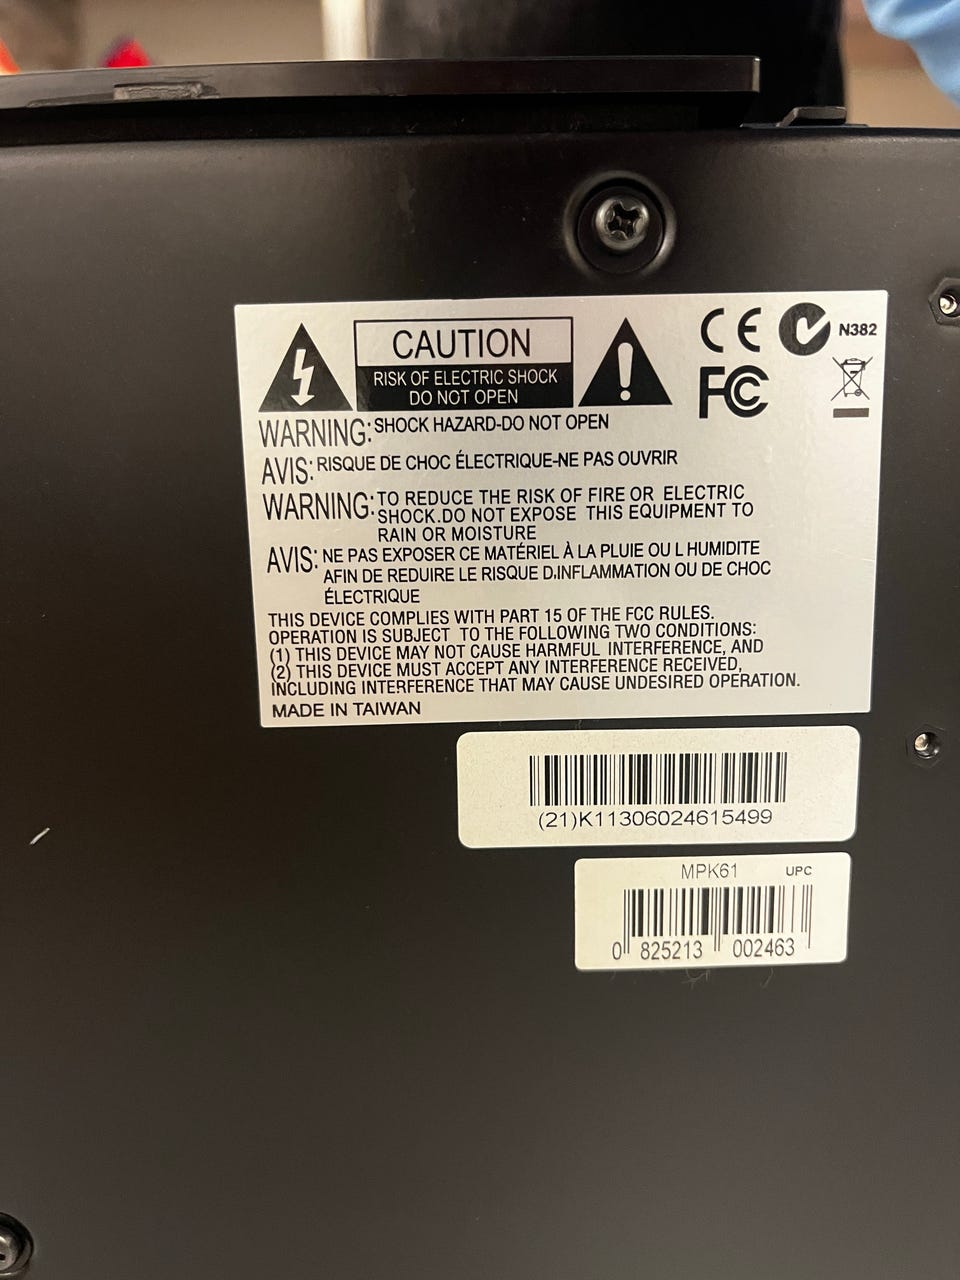 CAUTION
RISK OF ELECTRIC SHOCK
DO NOT OPEN
CE
N382
FC
WARNING: SHOCK HAZARD-DO NOT OPEN
AVIS: RISQUE DE CHOC ÉLECTRIQUE-NE PAS OUVRIR
WARNING: TO REDUCE THE RISK OF FIRE OR ELECTRIC
SHOCK.DO NOT EXPOSE THIS EQUIPMENT TO
RAIN OR MOISTURE
AVIS: NE PAS EXPOSER CE MATÉRIEL À LA PLUIE OU L HUMIDITE
AFIN DE REDUIRE LE RISQUE D.INFLAMMATION OU DE CHOC
ÉLECTRIQUE
THIS DEVICE COMPLIES WITH PART 15 OF THE FCC RULES.
OPERATION IS SUBJECT TO THE FOLLOWING TWO CONDITIONS:
(1) THIS DEVICE MAY NOT CAUSE HARMFUL INTERFERENCE, AND
(2) THIS DEVICE MUST ACCEPT ANY INTERFERENCE RECEIVED,
INCLUDING INTERFERENCE THAT MAY CAUSE UNDESIRED OPERATION.
MADE IN TAIWAN
(21)K11306024615499
MPK61 UPC
0 825213 002463